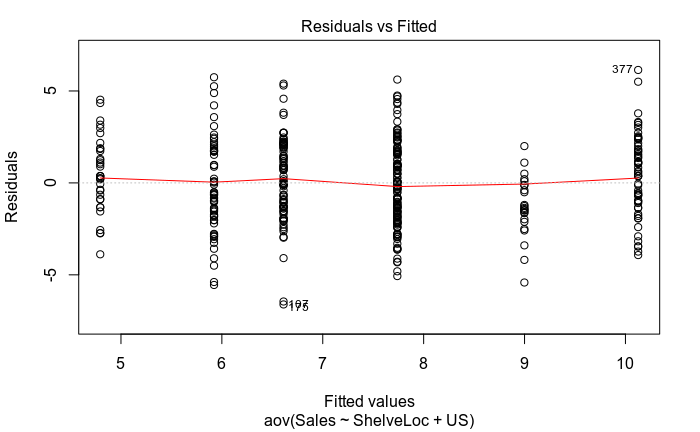 Residuals vs Fitted
377
5
0
-5
Residuals
107
175
5 6 7 8 9 10
Fitted values
aov(Sales ~ ShelveLoc + US)